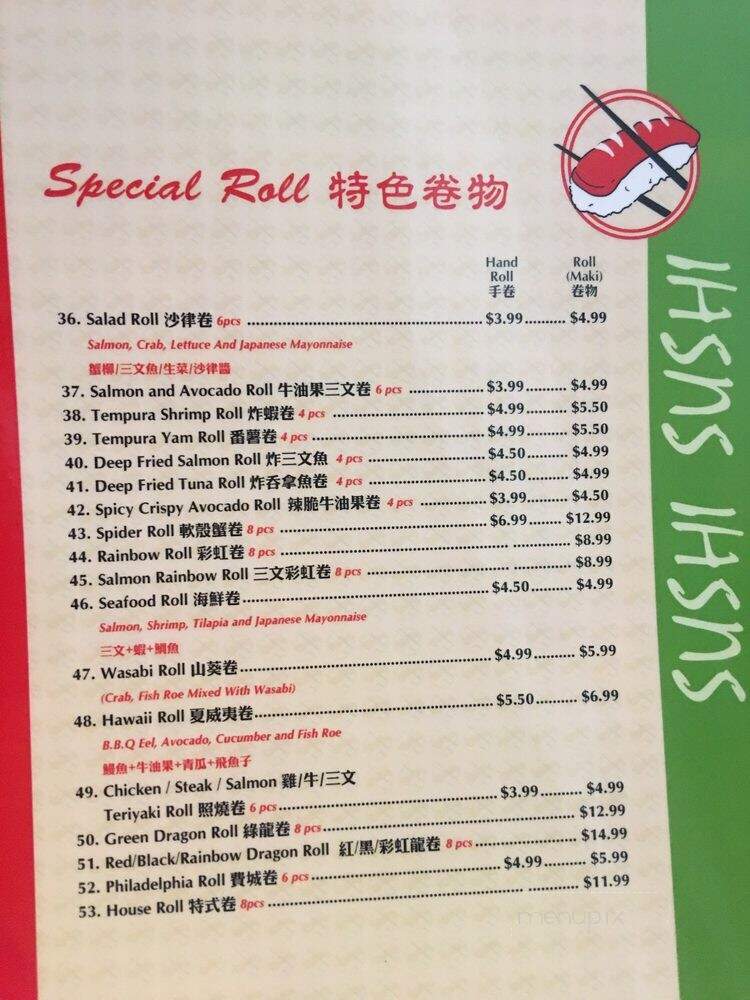 Special Roll 特色卷物
Hand Roll 手卷
Roll (Maki) 卷物
36. Salad Roll 沙律卷 6pcs ........ $3.99 ........ $4.99
Salmon, Crab, Lettuce And Japanese Mayonnaise
蟹柳/三文魚/生菜/沙律醬
37. Salmon and Avocado Roll 牛油果三文卷 6 pcs ........ $3.99 ........ $4.99
38. Tempura Shrimp Roll 炸蝦卷 4 pcs ........ $4.99 ........ $5.50
39. Tempura Yam Roll 番薯卷 4 pcs ........ $4.99 ........ $5.50
40. Deep Fried Salmon Roll 炸三文魚 4 pcs ........ $4.50 ........ $4.99
41. Deep Fried Tuna Roll 炸吞拿魚卷 4 pcs ........ $4.50 ........ $4.99
42. Spicy Crispy Avocado Roll 辣脆牛油果卷 4 pcs ........ $3.99 ........ $4.50
43. Spider Roll 軟殼蟹卷 8 pcs ........ $6.99 ........ $12.99
44. Rainbow Roll 彩虹卷 8 pcs ........ $8.99
45. Salmon Rainbow Roll 三文彩虹卷 8 pcs ........ $8.99
46. Seafood Roll 海鮮卷 ........ $4.50 ........ $4.99
Salmon, Shrimp, Tilapia and Japanese Mayonnaise
三文+蝦+鯛魚
47. Wasabi Roll 山葵卷 ........ $4.99 ........ $5.99
(Crab, Fish Roe Mixed With Wasabi)
48. Hawaii Roll 夏威夷卷 ........ $5.50 ........ $6.99
B.B.Q Eel, Avocado, Cucumber and Fish Roe
鰻魚+牛油果+青瓜+飛魚子
49. Chicken / Steak / Salmon 雞/牛/三文
Teriyaki Roll 照燒卷 6 pcs ........ $3.99 ........ $4.99
50. Green Dragon Roll 綠龍卷 8 pcs ........ $12.99
51. Red/Black/Rainbow Dragon Roll 紅/黑/彩虹龍卷 8 pcs ........ $14.99
52. Philadelphia Roll 費城卷 6 pcs ........ $4.99 ........ $5.99
53. House Roll 特式卷 8pcs ........ $11.99
SUSHI SUSHI
menupix